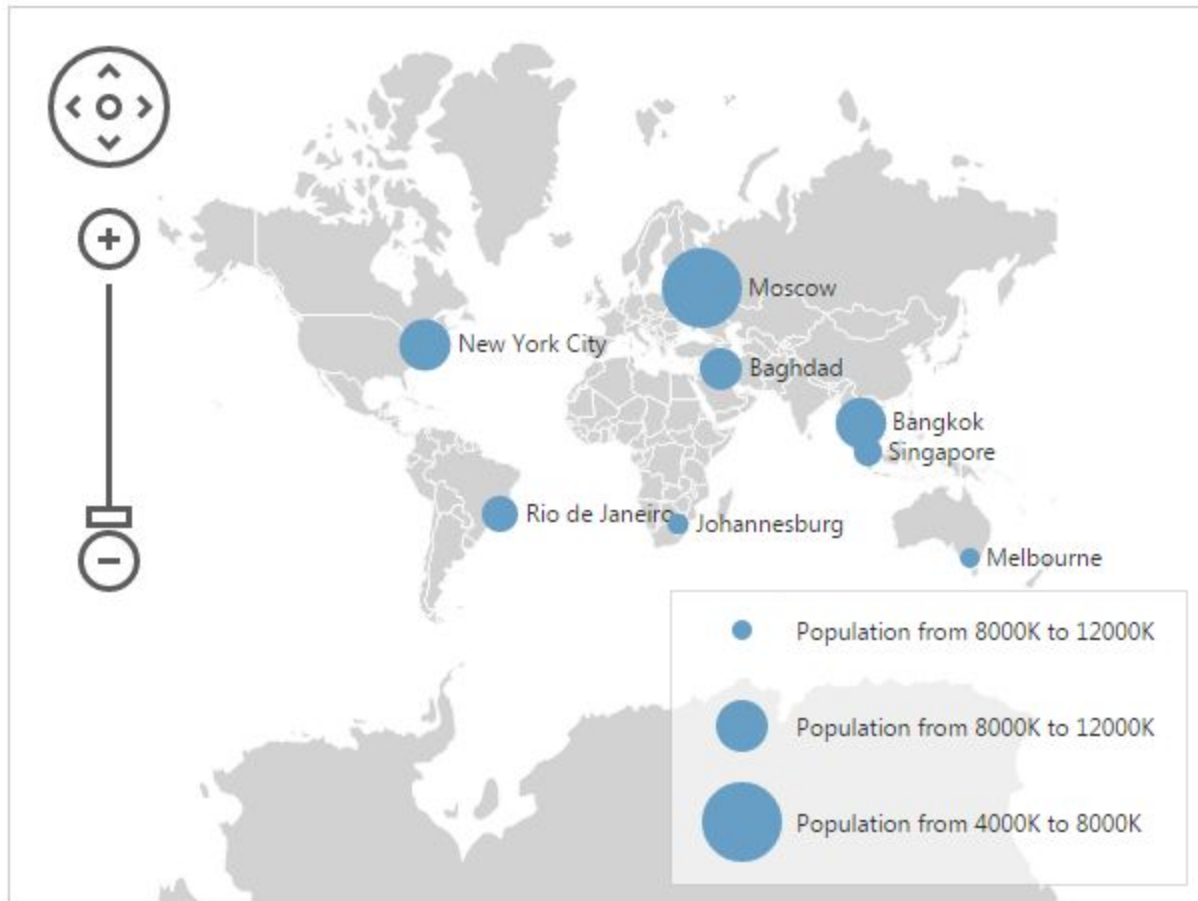 Moscow
New York City
Baghdad
Bangkok
Singapore
Rio de Janeiro
Johannesburg
Melbourne
Population from 8000K to 12000K
Population from 8000K to 12000K
Population from 4000K to 8000K